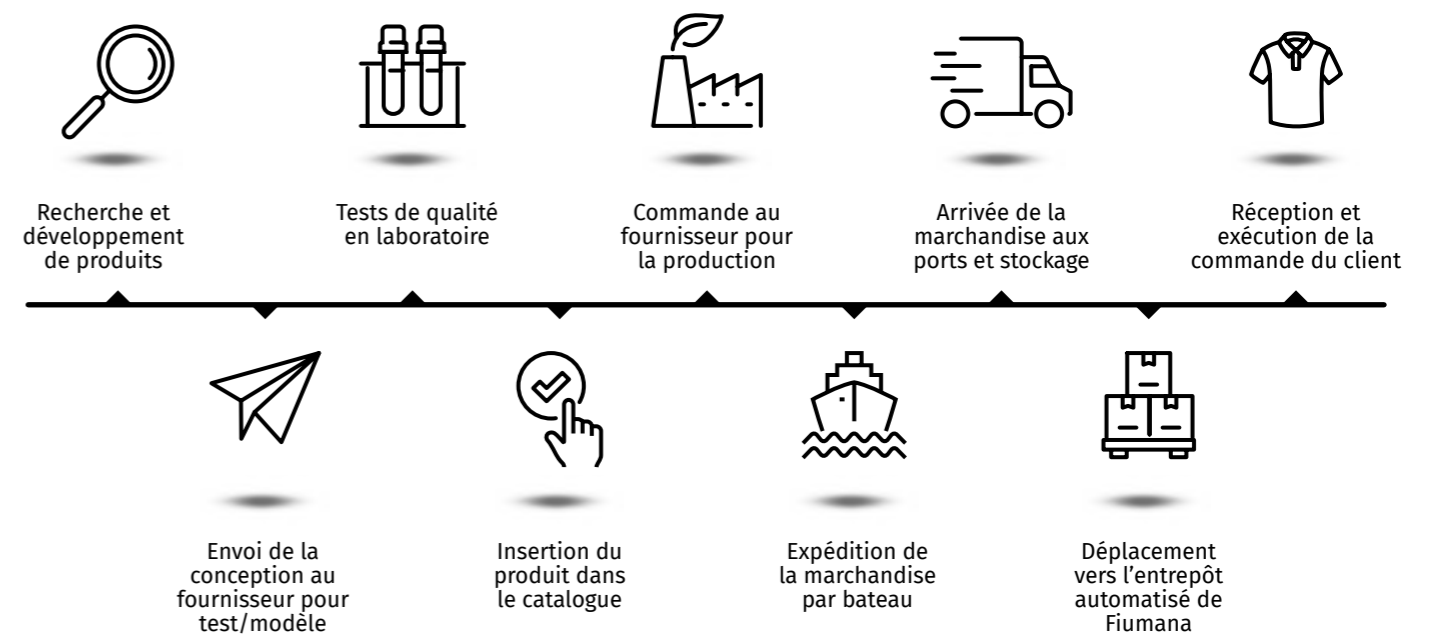 Recherche et
développement
de produits
Tests de qualité
en laboratoire
Commande au
fournisseur pour
la production
Arrivée de la
marchandise aux
ports et stockage
Réception et
exécution de la
commande du client
Envoi de la
conception au
fournisseur pour
test/modèle
Insertion du
produit dans
le catalogue
Expédition de
la marchandise
par bateau
Déplacement
vers l’entrepôt
automatisé de
Fiumana